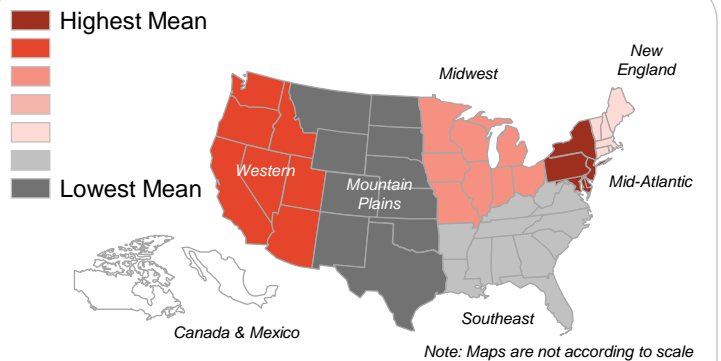 Highest Mean
Lowest Mean
New
England
Midwest
Western
Mountain
Plains
Mid-Atlantic
Southeast
Canada & Mexico
Note: Maps are not according to scale